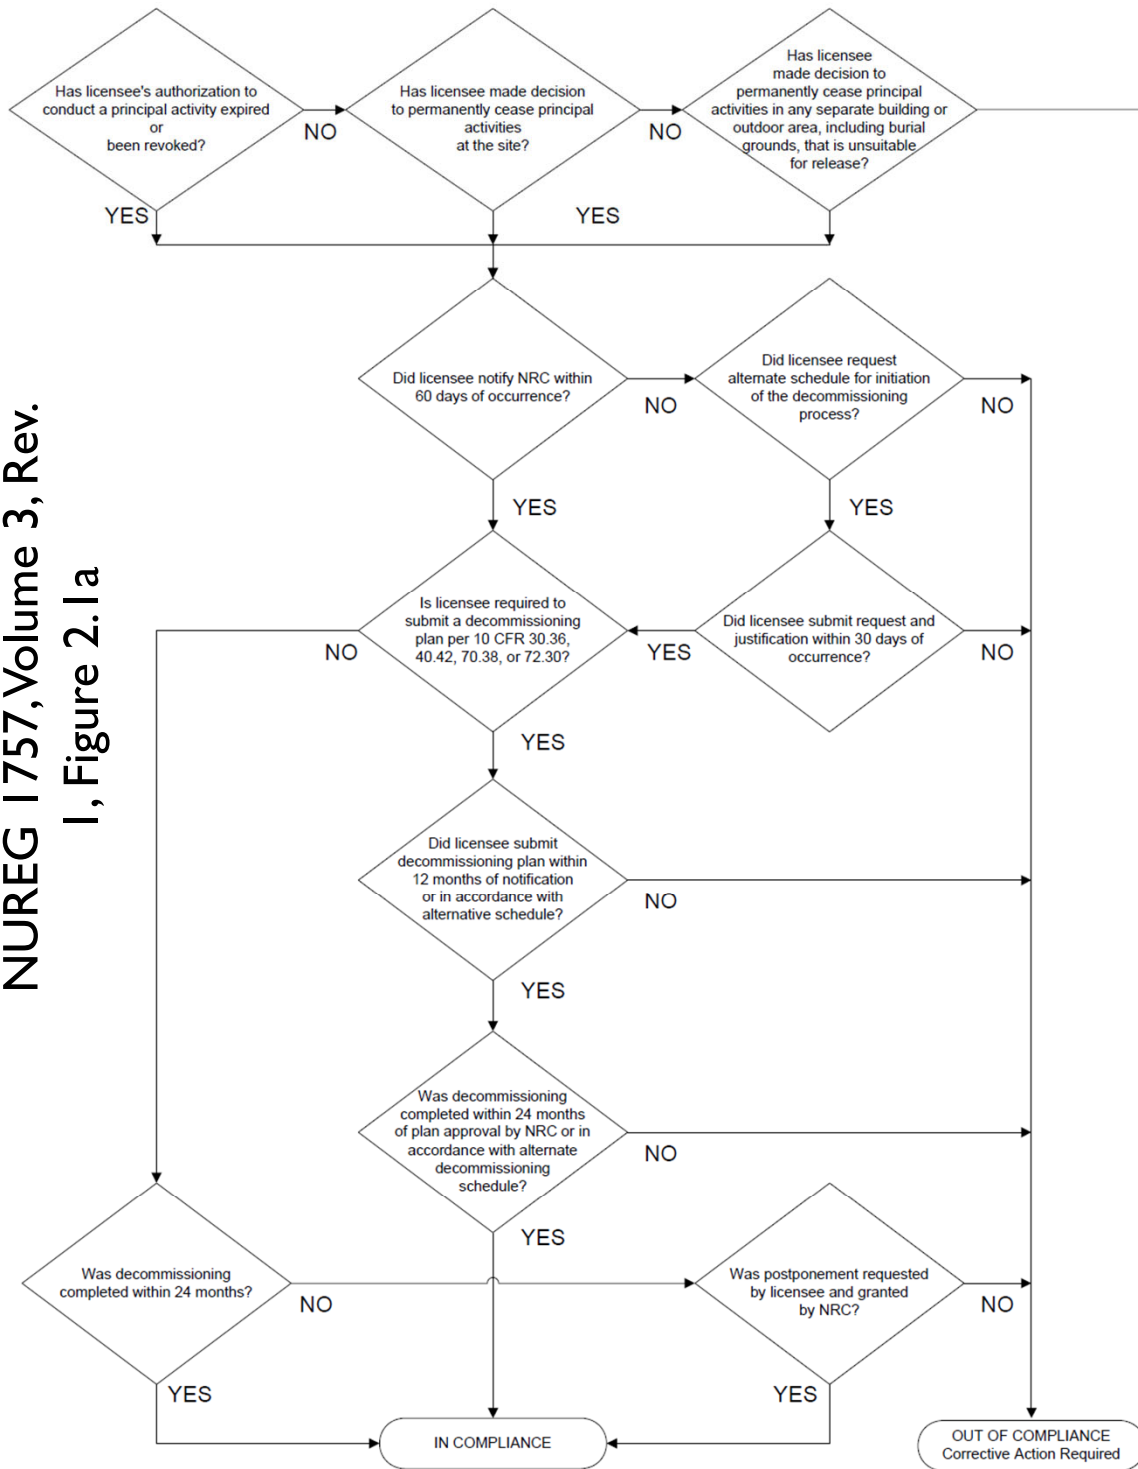 NUREG 1757, Volume 3, Rev.
1, Figure 2.1a
Has licensee's authorization to
conduct a principal activity expired
or
been revoked?
NO
YES
Has licensee made decision
to permanently cease principal
activities
at the site?
NO
YES
Has licensee
made decision to
permanently cease principal
activities in any separate building or
outdoor area, including burial
grounds, that is unsuitable
for release?
Did licensee notify NRC within
60 days of occurrence?
NO
YES
Did licensee request
alternate schedule for initiation
of the decommissioning
process?
NO
YES
Is licensee required to
submit a decommissioning
plan per 10 CFR 30.36,
40.42, 70.38, or 72.30?
NO
YES
Did licensee submit request and
justification within 30 days of
occurrence?
YES
NO
Did licensee submit
decommissioning plan within
12 months of notification
or in accordance with
alternative schedule?
NO
YES
Was decommissioning
completed within 24 months
of plan approval by NRC or in
accordance with alternate
decommissioning
schedule?
NO
YES
Was decommissioning
completed within 24 months?
NO
YES
Was postponement requested
by licensee and granted
by NRC?
NO
YES
IN COMPLIANCE
OUT OF COMPLIANCE
Corrective Action Required